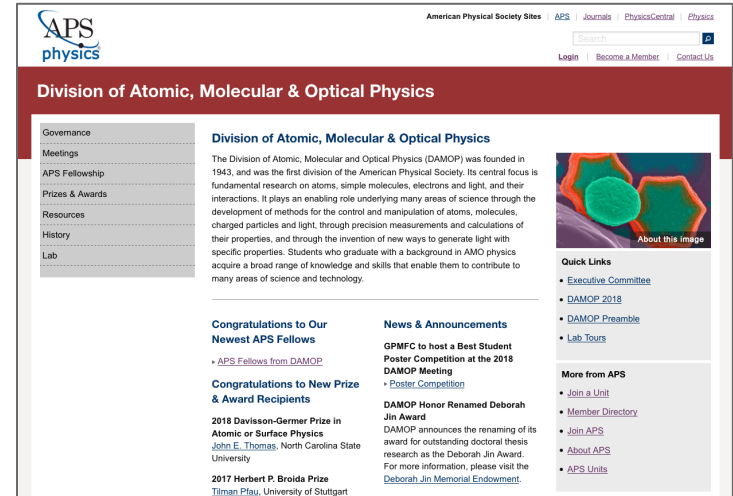 American Physical Society Sites | APS | Journals | PhysicsCentral | Physics
APS
physics
Search
Login | Become a Member | Contact Us
Division of Atomic, Molecular & Optical Physics
Governance
Meetings
APS Fellowship
Prizes & Awards
Resources
History
Lab
Division of Atomic, Molecular & Optical Physics
The Division of Atomic, Molecular and Optical Physics (DAMOP) was founded in
1943, and was the first division of the American Physical Society. Its central focus is
fundamental research on atoms, simple molecules, electrons and light, and their
interactions. It plays an enabling role underlying many areas of science through the
development of methods for the control and manipulation of atoms, molecules,
charged particles and light, through precision measurements and calculations of
their properties, and through the invention of new ways to generate light with
specific properties. Students who graduate with a background in AMO physics
acquire a broad range of knowledge and skills that enable them to contribute to
many areas of science and technology.
Congratulations to Our
Newest APS Fellows
APS Fellows from DAMOP
Congratulations to New Prize
& Award Recipients
2018 Davisson-Germer Prize in
Atomic or Surface Physics
John E. Thomas, North Carolina State
University
2017 Herbert P. Broida Prize
Tilman Pfau, University of Stuttgart
News & Announcements
GPMFC to host a Best Student
Poster Competition at the 2018
DAMOP Meeting
Poster Competition
DAMOP Honor Renamed Deborah
Jin Award
DAMOP announces the renaming of its
award for outstanding doctoral thesis
research as the Deborah Jin Award.
For more information, please visit the
Deborah Jin Memorial Endowment.
About this image
Quick Links
• Executive Committee
• DAMOP 2018
• DAMOP Preamble
• Lab Tours
More from APS
• Join a Unit
• Member Directory
• Join APS
• About APS
• APS Units